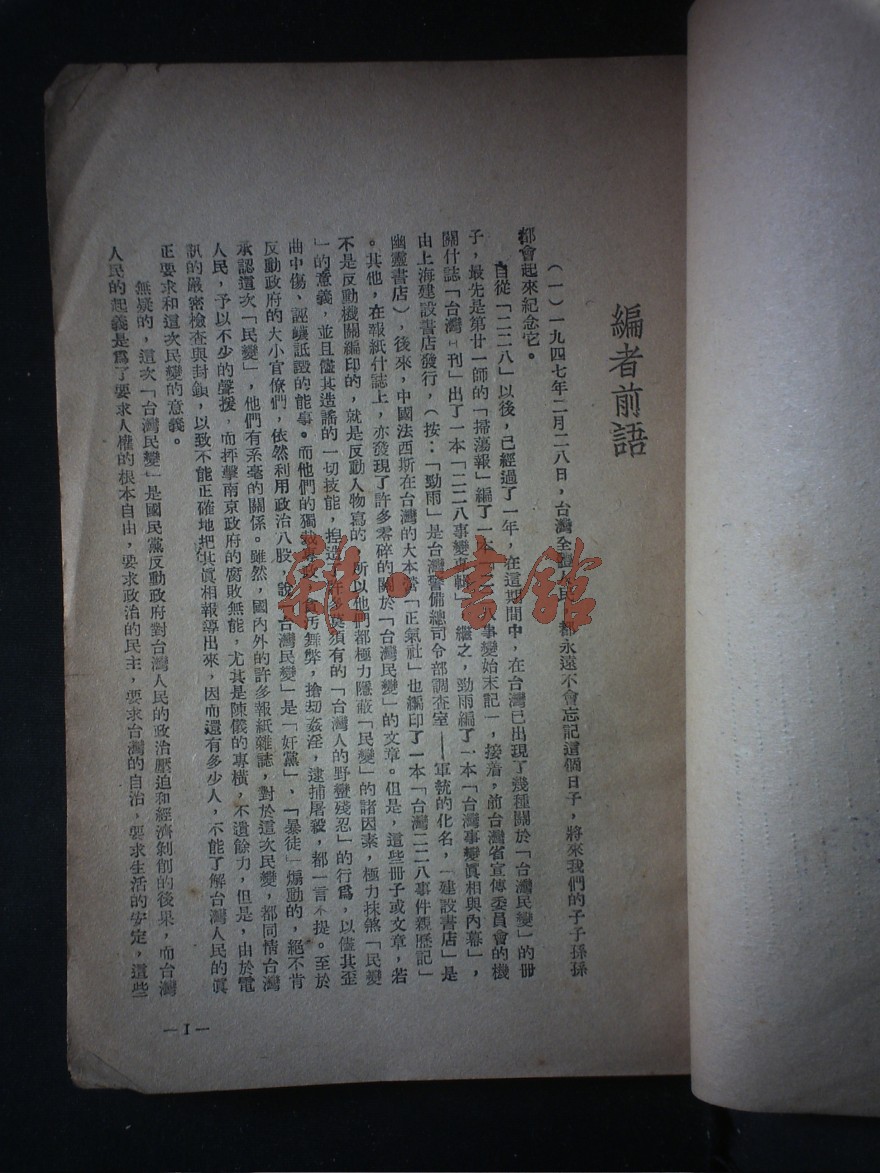 編者前語
（一）一九四七年二月二八日，台灣全體人民，都永遠不會忘記這個日子，將來我們的子子孫孫
都會起來紀念它。
自從「二二八」以後，已經過了一年，在這期間中，在台灣已出現了幾種關於「台灣民變」的冊
子，最先是第廿一師的「掃蕩報」編了一本事變始末記」，接着，前台灣省宣傳委員會的機
關什誌「台灣月刊」出了一本「二二八事變專輯」，繼之，勁雨編了一本「台灣事變眞相與內幕」，
由上海建設書店發行，（按：「勁雨」是台灣警備總司令部調查室——軍統的化名，「建設書店」是
幽靈書店），後來，中國法西斯在台灣的大本營「正氣社」也編印了一本「台灣二二八事件親歷記」
。其他，在報紙什誌上，亦發現了許多零碎的關於「台灣民變」的文章。但是，這些冊子或文章，若
不是反動機關編印的，就是反動人物寫的，所以他們都極力隱蔽「民變」的諸因素，極力抹煞「民變
」的意義，並且儘其造謠的一切技能，捏造了許多莫須有的「台灣人的野蠻殘忍」的行爲，以儘其歪
曲中傷、誣衊詆譭的能事。而他們的獨裁專政，貪污舞弊，搶刧姦淫，逮捕屠殺，都一言不提。至於
反動政府的大小官僚們，依然利用政治八股，說「台灣民變」是「奸黨」、「暴徒」煽動的，絕不肯
承認這次「民變」，他們有系毫的關係。雖然，國內外的許多報紙雜誌，對於這次民變，都同情台灣
人民，予以不少的聲援，而抨擊南京政府的腐敗無能，尤其是陳儀的專橫，不遺餘力，但是，由於電
訊的嚴密檢查與封鎖，以致不能正確地把其眞相報導出來，因而還有多少人，不能了解台灣人民的眞
正要求和這次民變的意義。
無疑的，這次「台灣民變」是國民黨反動政府對台灣人民的政治壓迫和經濟剝削的後果，而台灣
人民的起義是爲了要求人權的根本自由，要求政治的民主，要求台灣的自治，要求生活的安定，這些
—I—
雜·書館